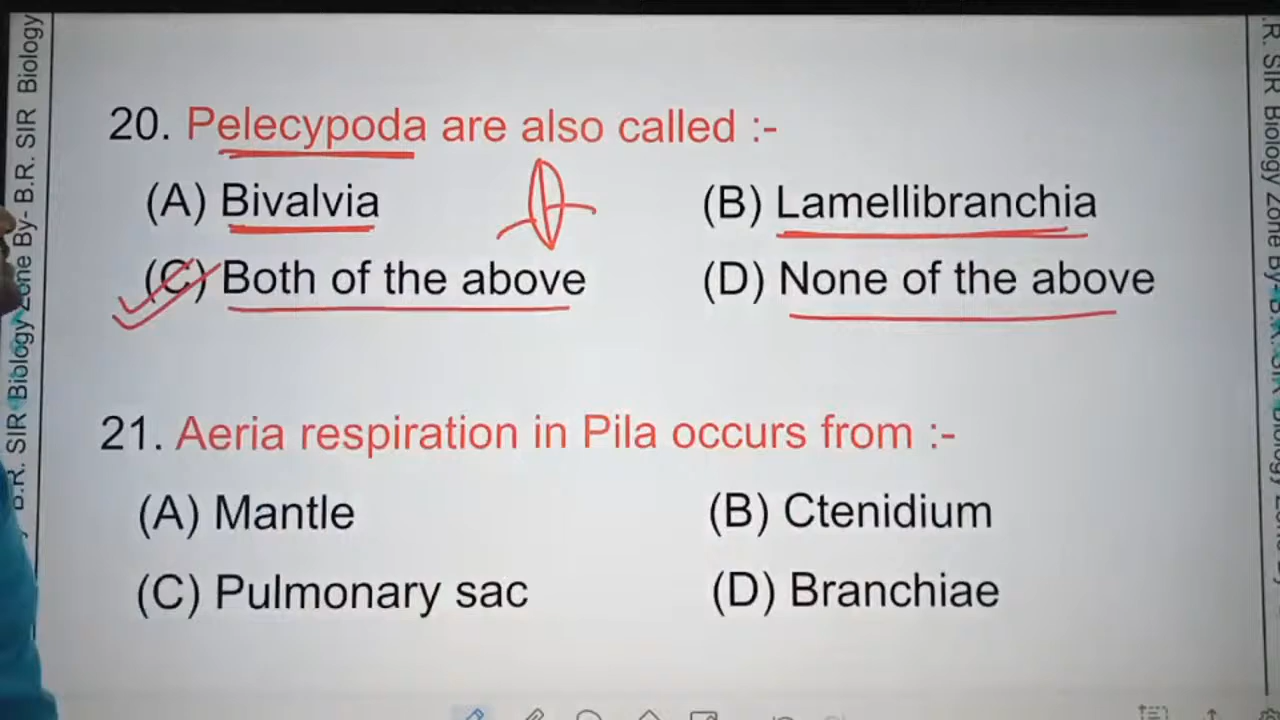 20. Pelecypoda are also called :-
(A) Bivalvia
(B) Lamellibranchia
(C) Both of the above
(D) None of the above
21. Aeria respiration in Pila occurs from :-
(A) Mantle
(B) Ctenidium
(C) Pulmonary sac
(D) Branchiae
B.R. SIR Biology Zone By- B.R. SIR Biology
.R. SIR Biology Zone By-